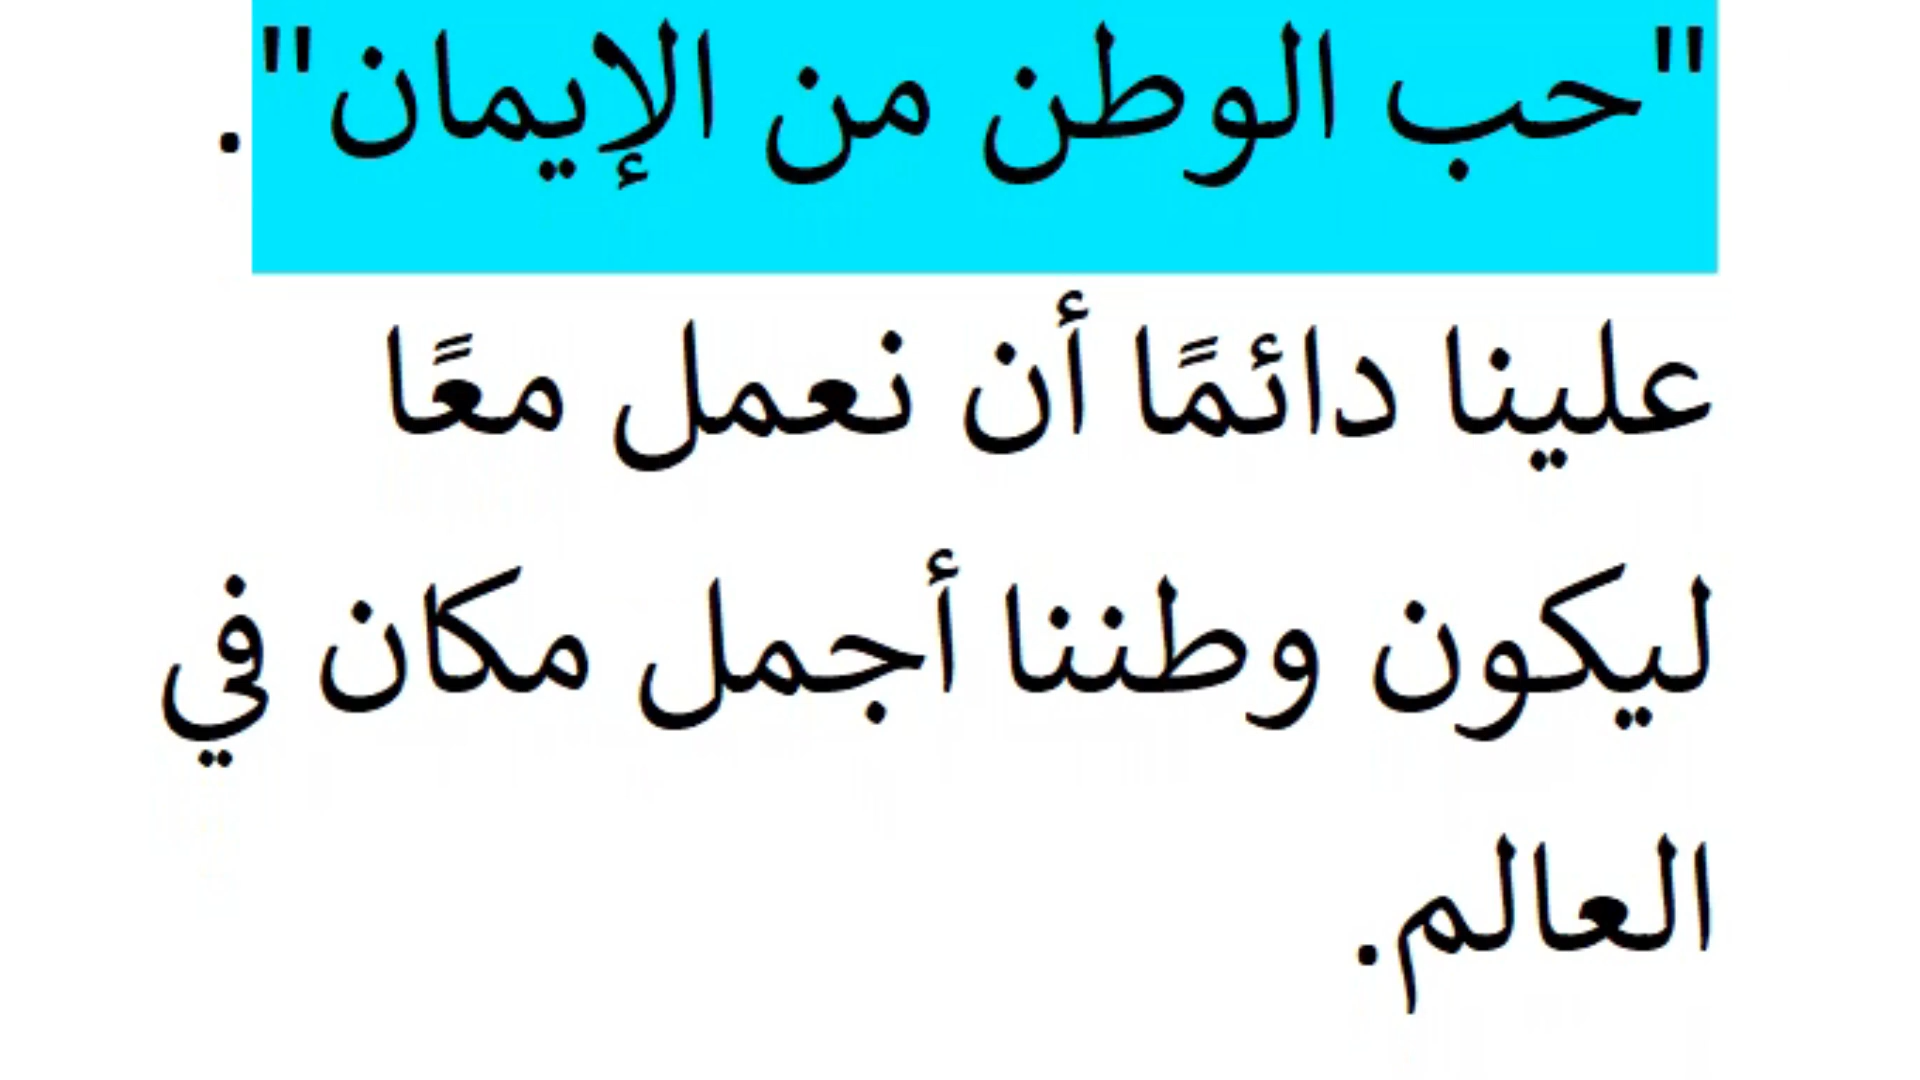 "حب الوطن من الإيمان".
علينا دائمًا أن نعمل معًا
ليكون وطننا أجمل مكان في
العالم.